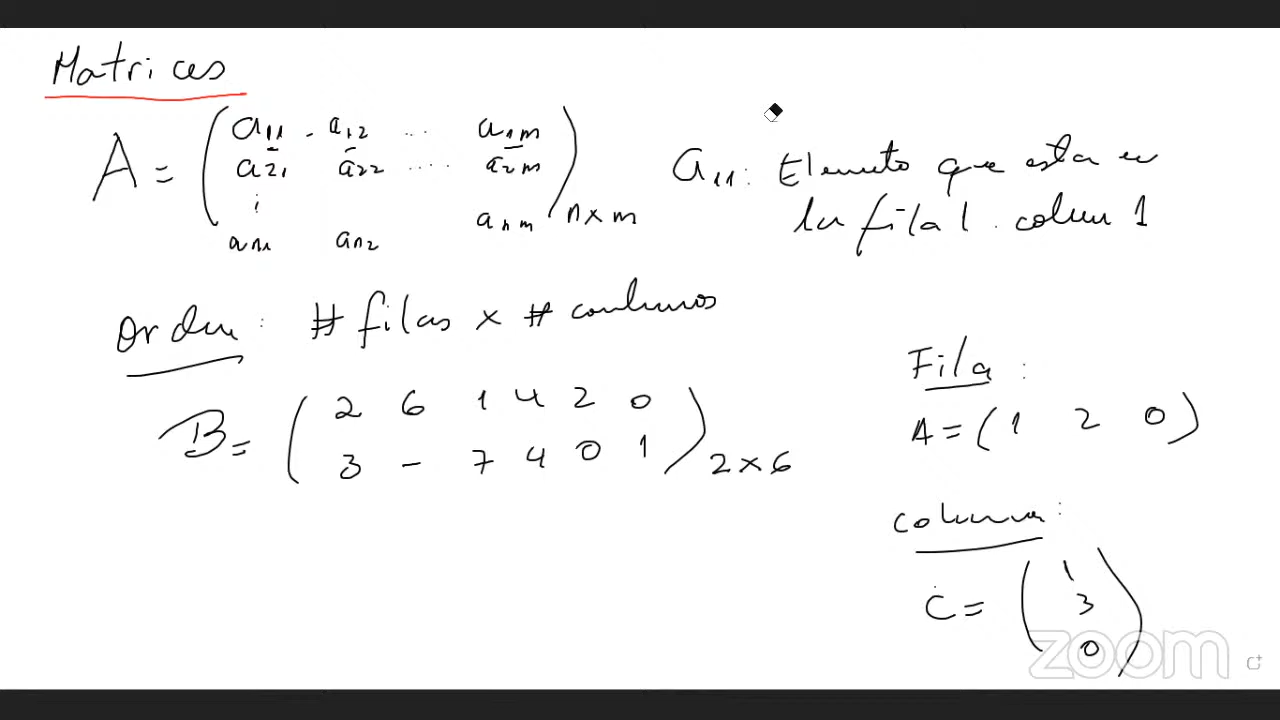 Matrices
A = ( a11 - a12 ... a1m
a21 a22 .... a2m
⋮
an1 an2 anm ) n x m
a11: Elemento que esta en
la fila 1. colum 1
Orden: # filas x # columnas
B = ( 2 6 1 4 2 0
3 - 7 4 0 1 ) 2 x 6
Fila:
A = ( 1 2 0 )
columna:
C = ( 1
3
0 )
zoom